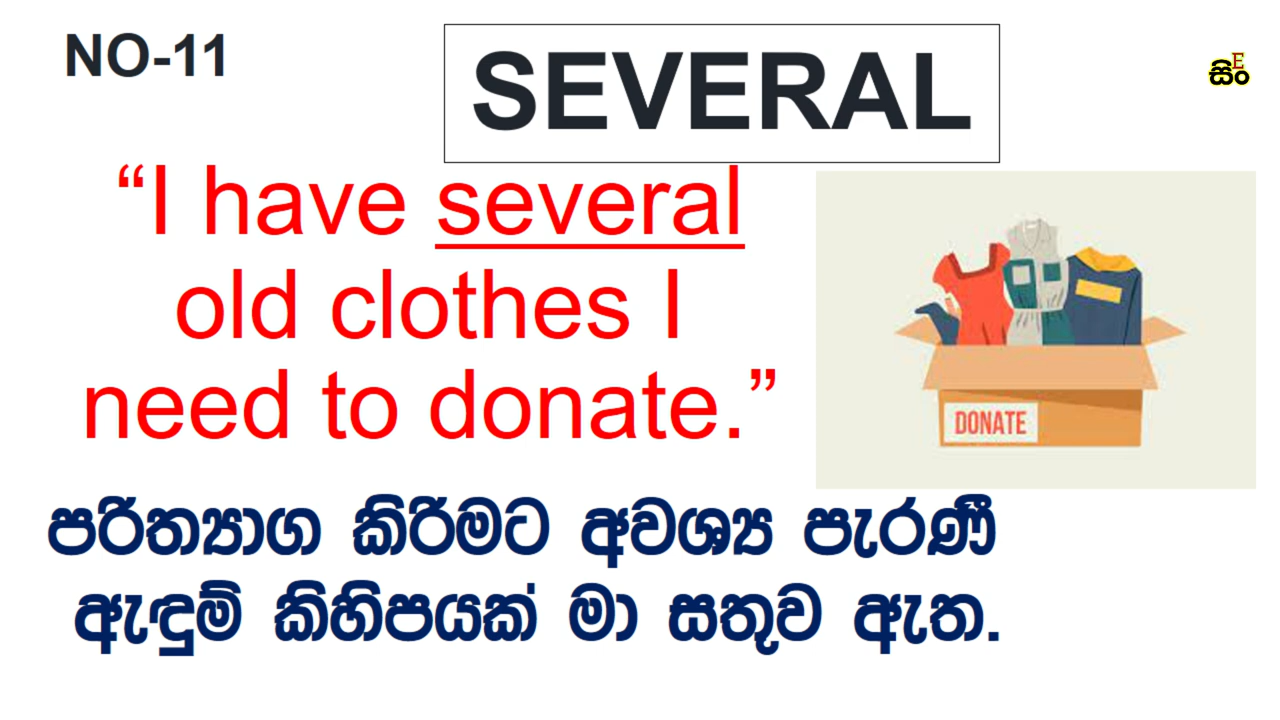 NO-11
SEVERAL
සිං
E
“I have several
old clothes I
need to donate.”
DONATE
පරිත්‍යාග කිරීමට අවශ්‍ය පැරණි
ඇඳුම් කිහිපයක් මා සතුව ඇත.